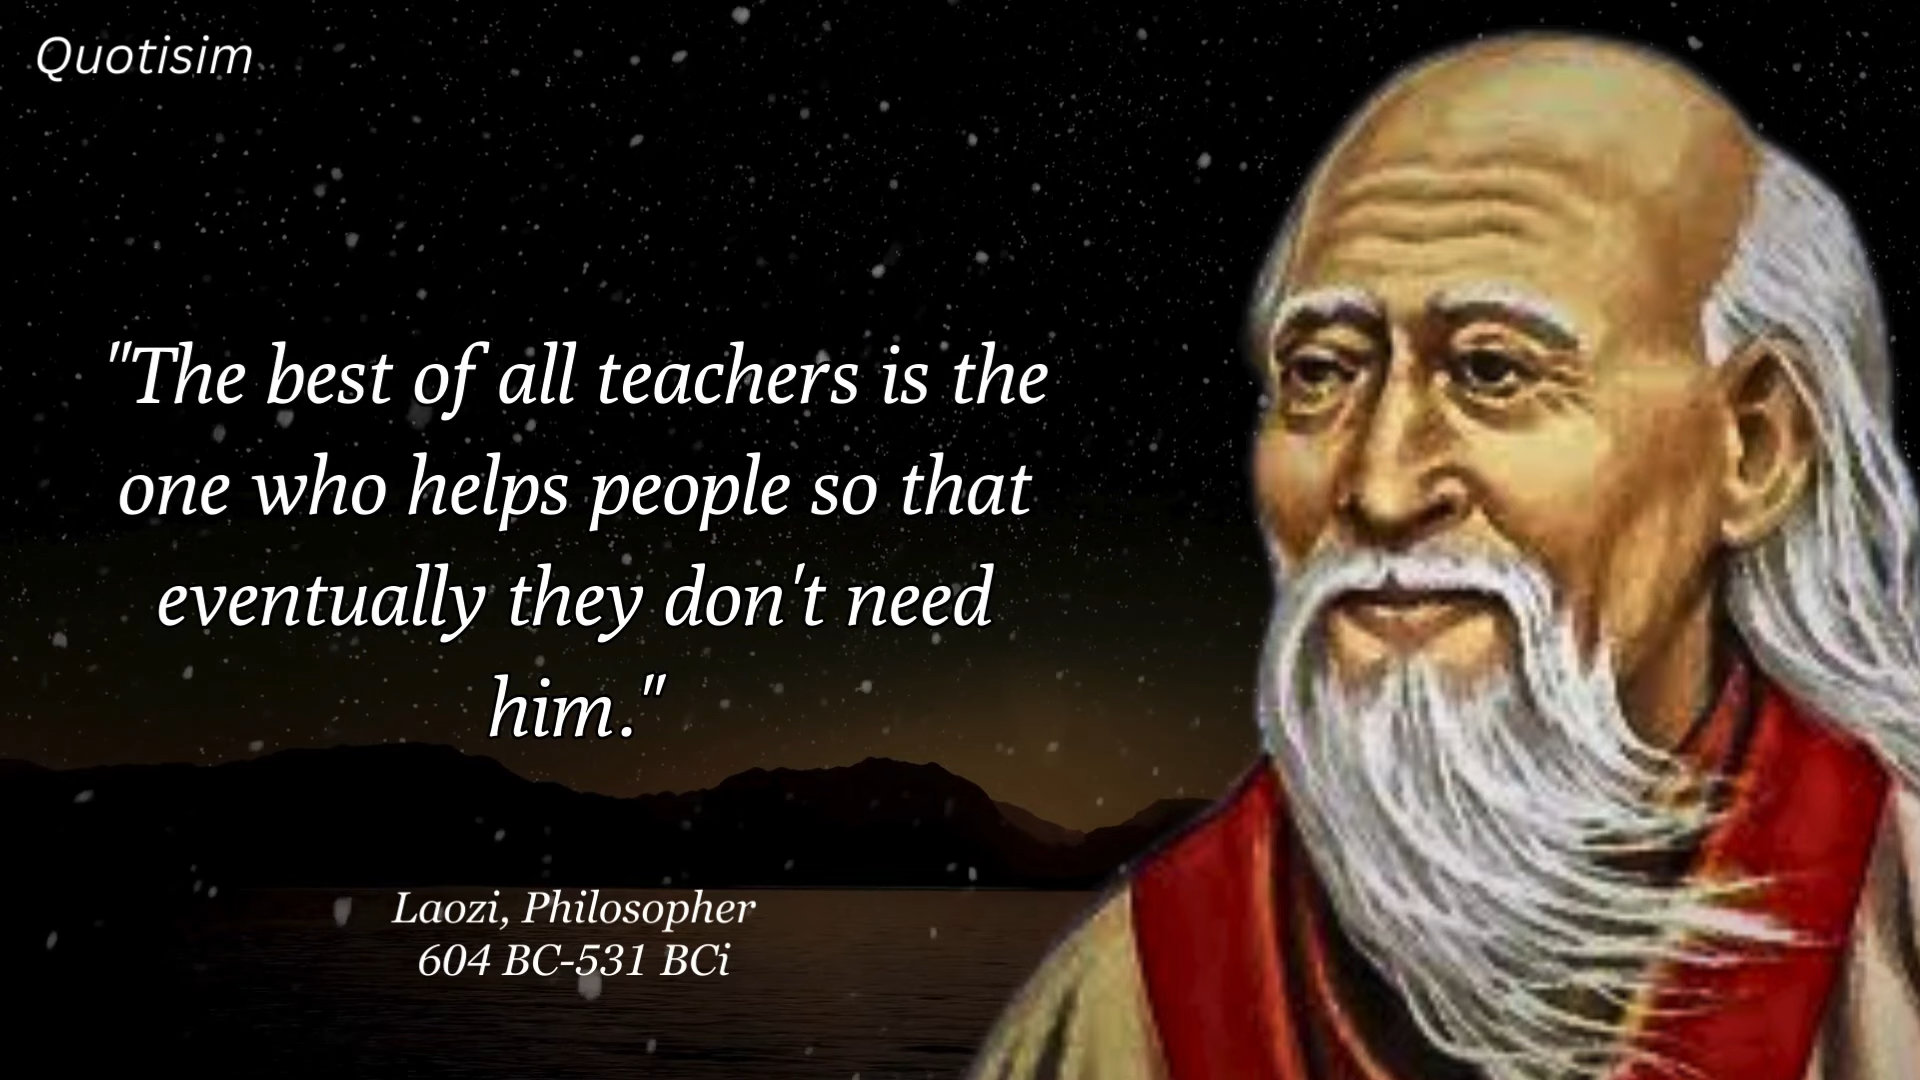 Quotisim
"The best of all teachers is the
one who helps people so that
eventually they don't need
him."
Laozi, Philosopher
604 BC-531 BCi